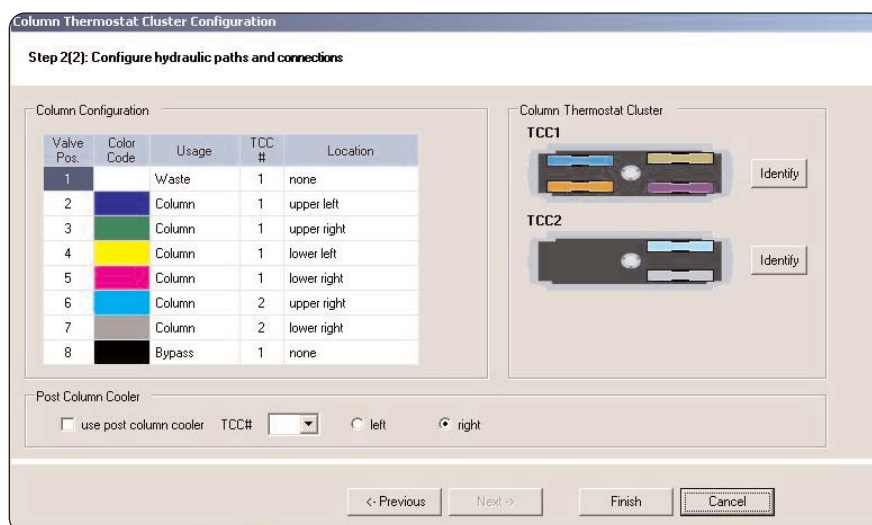 Column Thermostat Cluster Configuration
Step 2(2): Configure hydraulic paths and connections
Column Configuration
Valve Pos. Color Code Usage TCC # Location
1 Waste 1 none
2 Column 1 upper left
3 Column 1 upper right
4 Column 1 lower left
5 Column 1 lower right
6 Column 2 upper right
7 Column 2 lower right
8 Bypass 1 none
Column Thermostat Cluster
TCC1
Identify
TCC2
Identify
Post Column Cooler
use post column cooler TCC# left right
<- Previous Next -> Finish Cancel